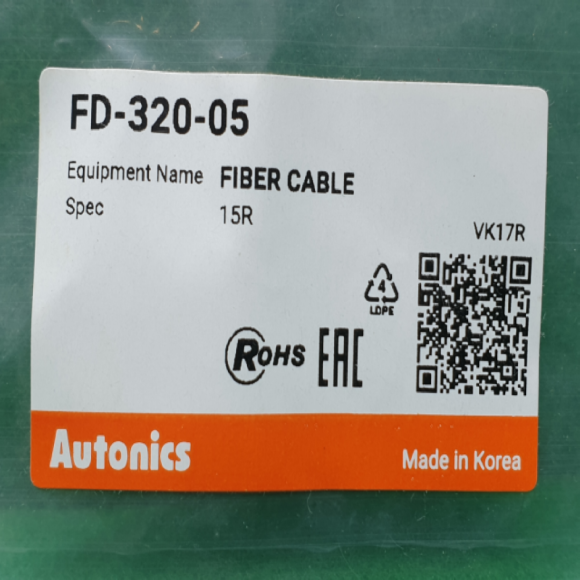 FD-320-05
Equipment Name FIBER CABLE
Spec 15R
VK17R
4
LDPE
RoHS EAC
Autonics Made in Korea